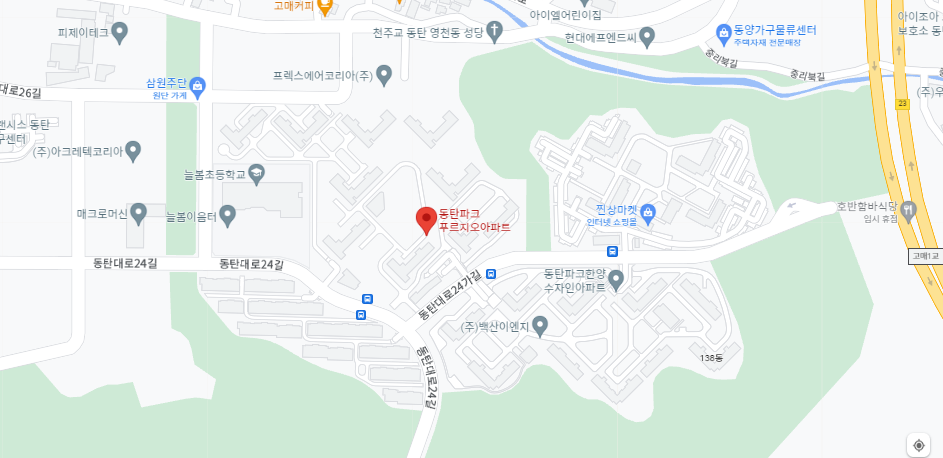 고매커피
아이엘어린이집
피제이테크
천주교 동탄 영천동 성당
현대에프앤드씨
동양가구물류센터
주택자재 전문매장
아이조아
보호소 동
중리북길
중리북길
프렉스에어코리아(주)
삼원주단
원단 가게
대로26길
(주)우
23
랜시스 동탄
구센터
(주)아크레텍코리아
늘봄초등학교
매크로머신
늘봄이음터
동탄파크
푸르지오아파트
찐상마켓
인터넷 쇼핑몰
호반함바식당
임시 휴점
고매1교
동탄대로24길
동탄대로24길
동탄대로24가길
동탄파크한양
수자인아파트
(주)백산이엔지
138동
동탄대로24길